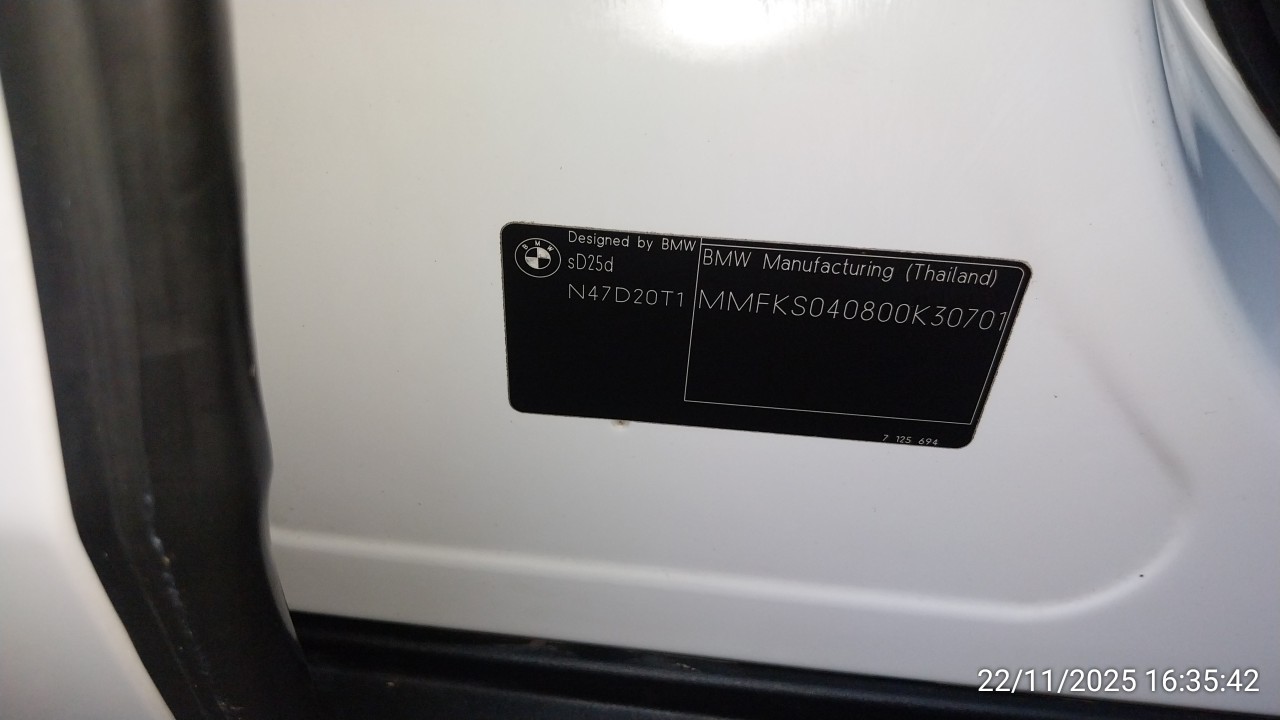 BMW
Designed by BMW
sD25d
N47D20T1
BMW Manufacturing (Thailand)
MMFKS040800K30701
7 125 694
22/11/2025 16:35:42